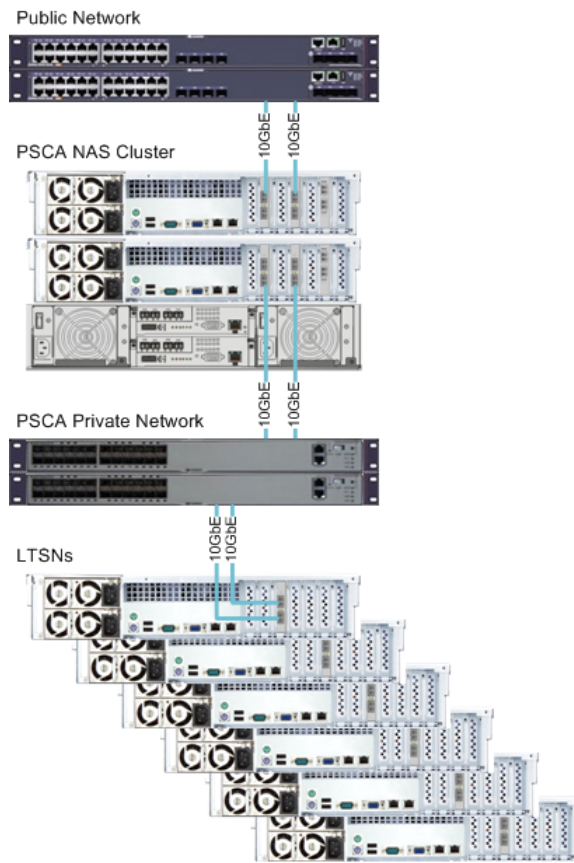 Public Network
10GbE 10GbE
PSCA NAS Cluster
10GbE 10GbE
PSCA Private Network
10GbE 10GbE
LTSNs